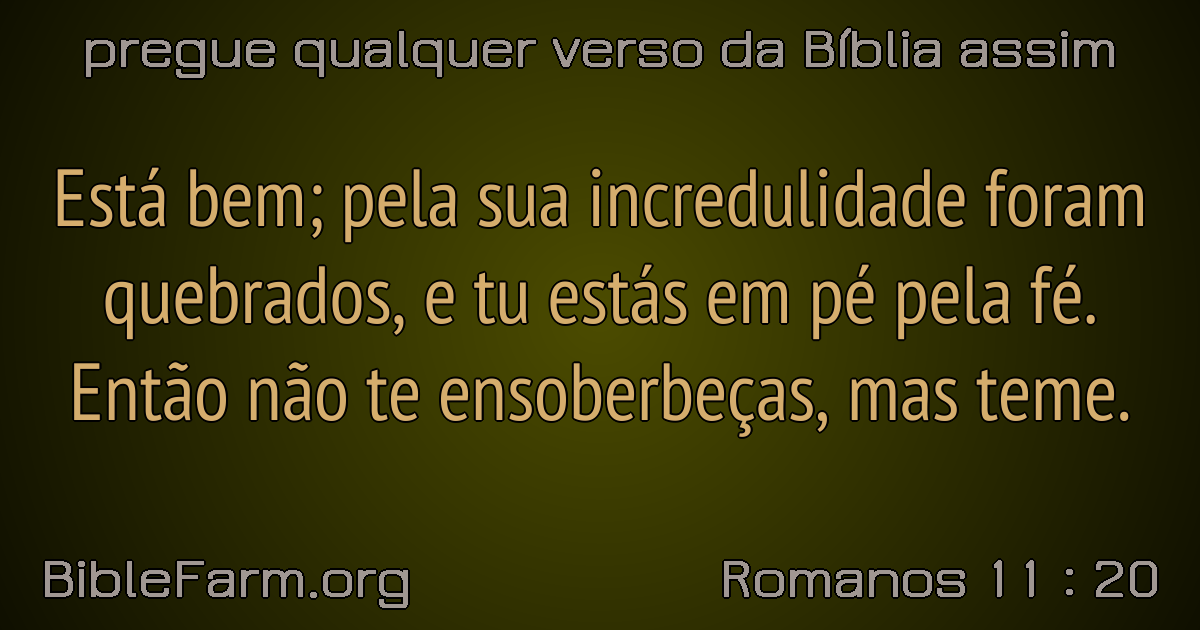 pregue qualquer verso da Bíblia assim
Está bem; pela sua incredulidade foram
quebrados, e tu estás em pé pela fé.
Então não te ensoberbeças, mas teme.
BibleFarm.org
Romanos 11 : 20